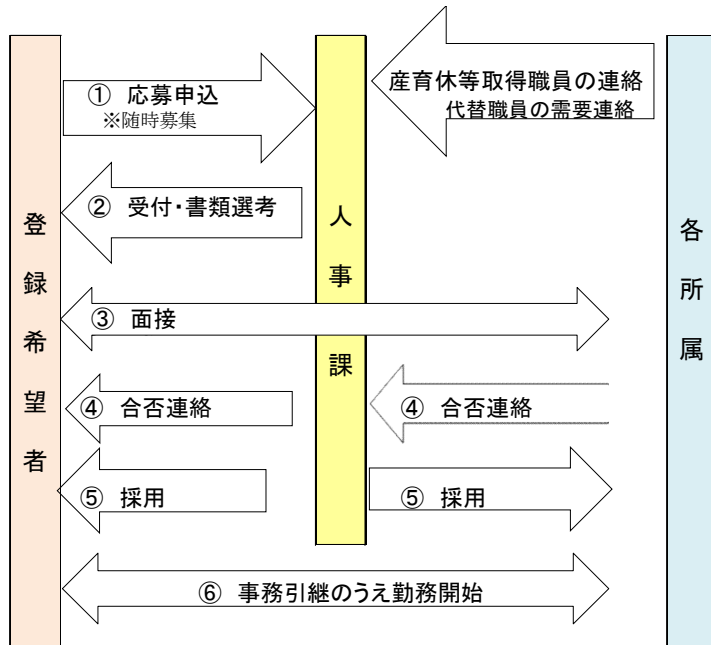 ① 応募申込
※随時募集
産育休等取得職員の連絡
代替職員の需要連絡
② 受付・書類選考
登録希望者
人事課
各所属
③ 面接
④ 合否連絡
④ 合否連絡
⑤ 採用
⑤ 採用
⑥ 事務引継のうえ勤務開始